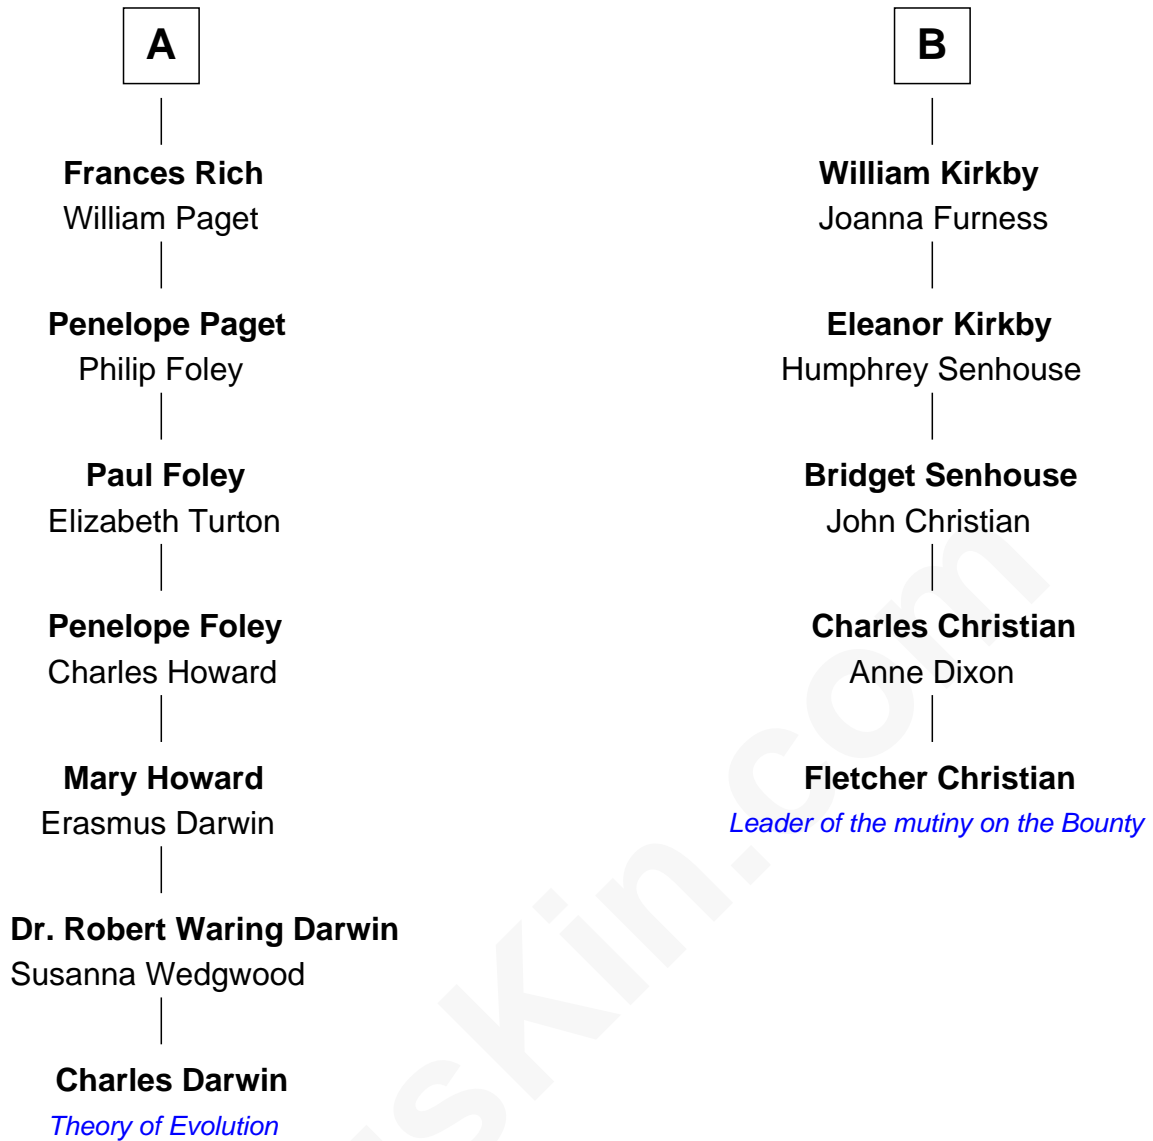 A
Frances Rich
William Paget
Penelope Paget
Philip Foley
Paul Foley
Elizabeth Turton
Penelope Foley
Charles Howard
Mary Howard
Erasmus Darwin
Dr. Robert Waring Darwin
Susanna Wedgwood
Charles Darwin
Theory of Evolution
B
William Kirkby
Joanna Furness
Eleanor Kirkby
Humphrey Senhouse
Bridget Senhouse
John Christian
Charles Christian
Anne Dixon
Fletcher Christian
Leader of the mutiny on the Bounty
usKin.com